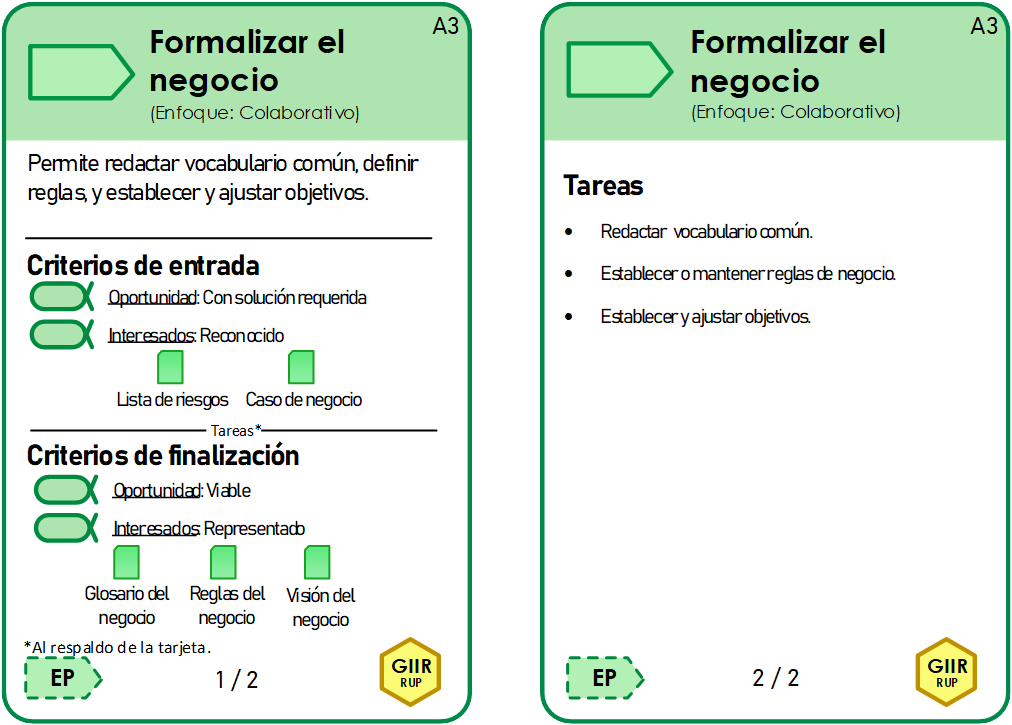 A3
Formalizar el
negocio
(Enfoque: Colaborativo)
Permite redactar vocabulario común, definir
reglas, y establecer y ajustar objetivos.
Criterios de entrada
Oportunidad: Con solución requerida
Interesados: Reconocido
Lista de riesgos Caso de negocio
Tareas*
Criterios de finalización
Oportunidad: Viable
Interesados: Representado
Glosario del Reglas del Visión del
negocio negocio negocio
*Al respaldo de la tarjeta.
EP 1 / 2 GIIR
RUP
A3
Formalizar el
negocio
(Enfoque: Colaborativo)
Tareas
• Redactar vocabulario común.
• Establecer o mantener reglas de negocio.
• Establecer y ajustar objetivos.
EP 2 / 2 GIIR
RUP